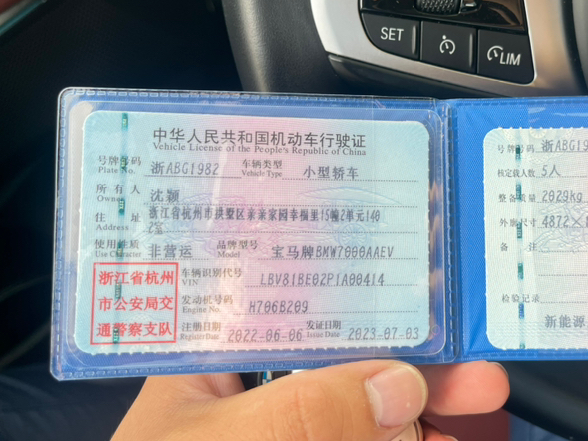 SET
LIM
中华人民共和国机动车行驶证
Vehicle License of the People's Republic of China
号牌号码 浙ABG1982 车辆类型 小型轿车
Plate No. Vehicle Type
所有人 沈颖
Owner
住址 浙江省杭州市拱墅区亲亲家园幸福里15幢2单元140
Address 2室
使用性质 非营运 品牌型号 宝马牌BMW7000AAEV
Use Character Model
浙江省杭州
市公安局交
通警察支队
车辆识别代号 LBV81BE02P1A00414
VIN
发动机号码 H706B209
Engine No.
注册日期 2022-06-06 发证日期 2023-07-03
Register Date Issue Date
号牌号码 浙ABG19
核定载人数 5人
整备质量 2029kg
外廓尺寸 4872×
备注
检验记录
新能源